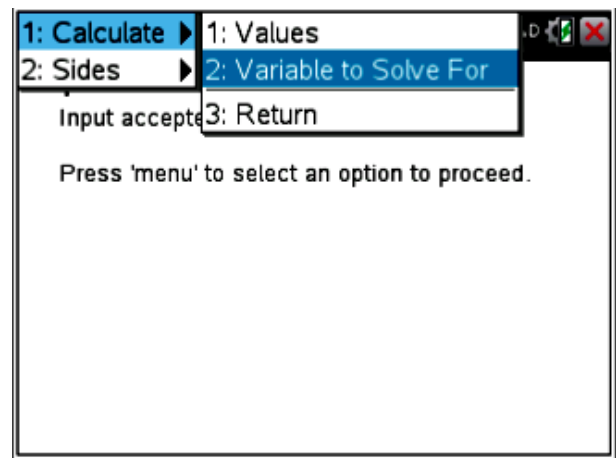 1: Calculate ▶ 1: Values
2: Sides ▶ 2: Variable to Solve For
3: Return
Input accepte
Press 'menu' to select an option to proceed.